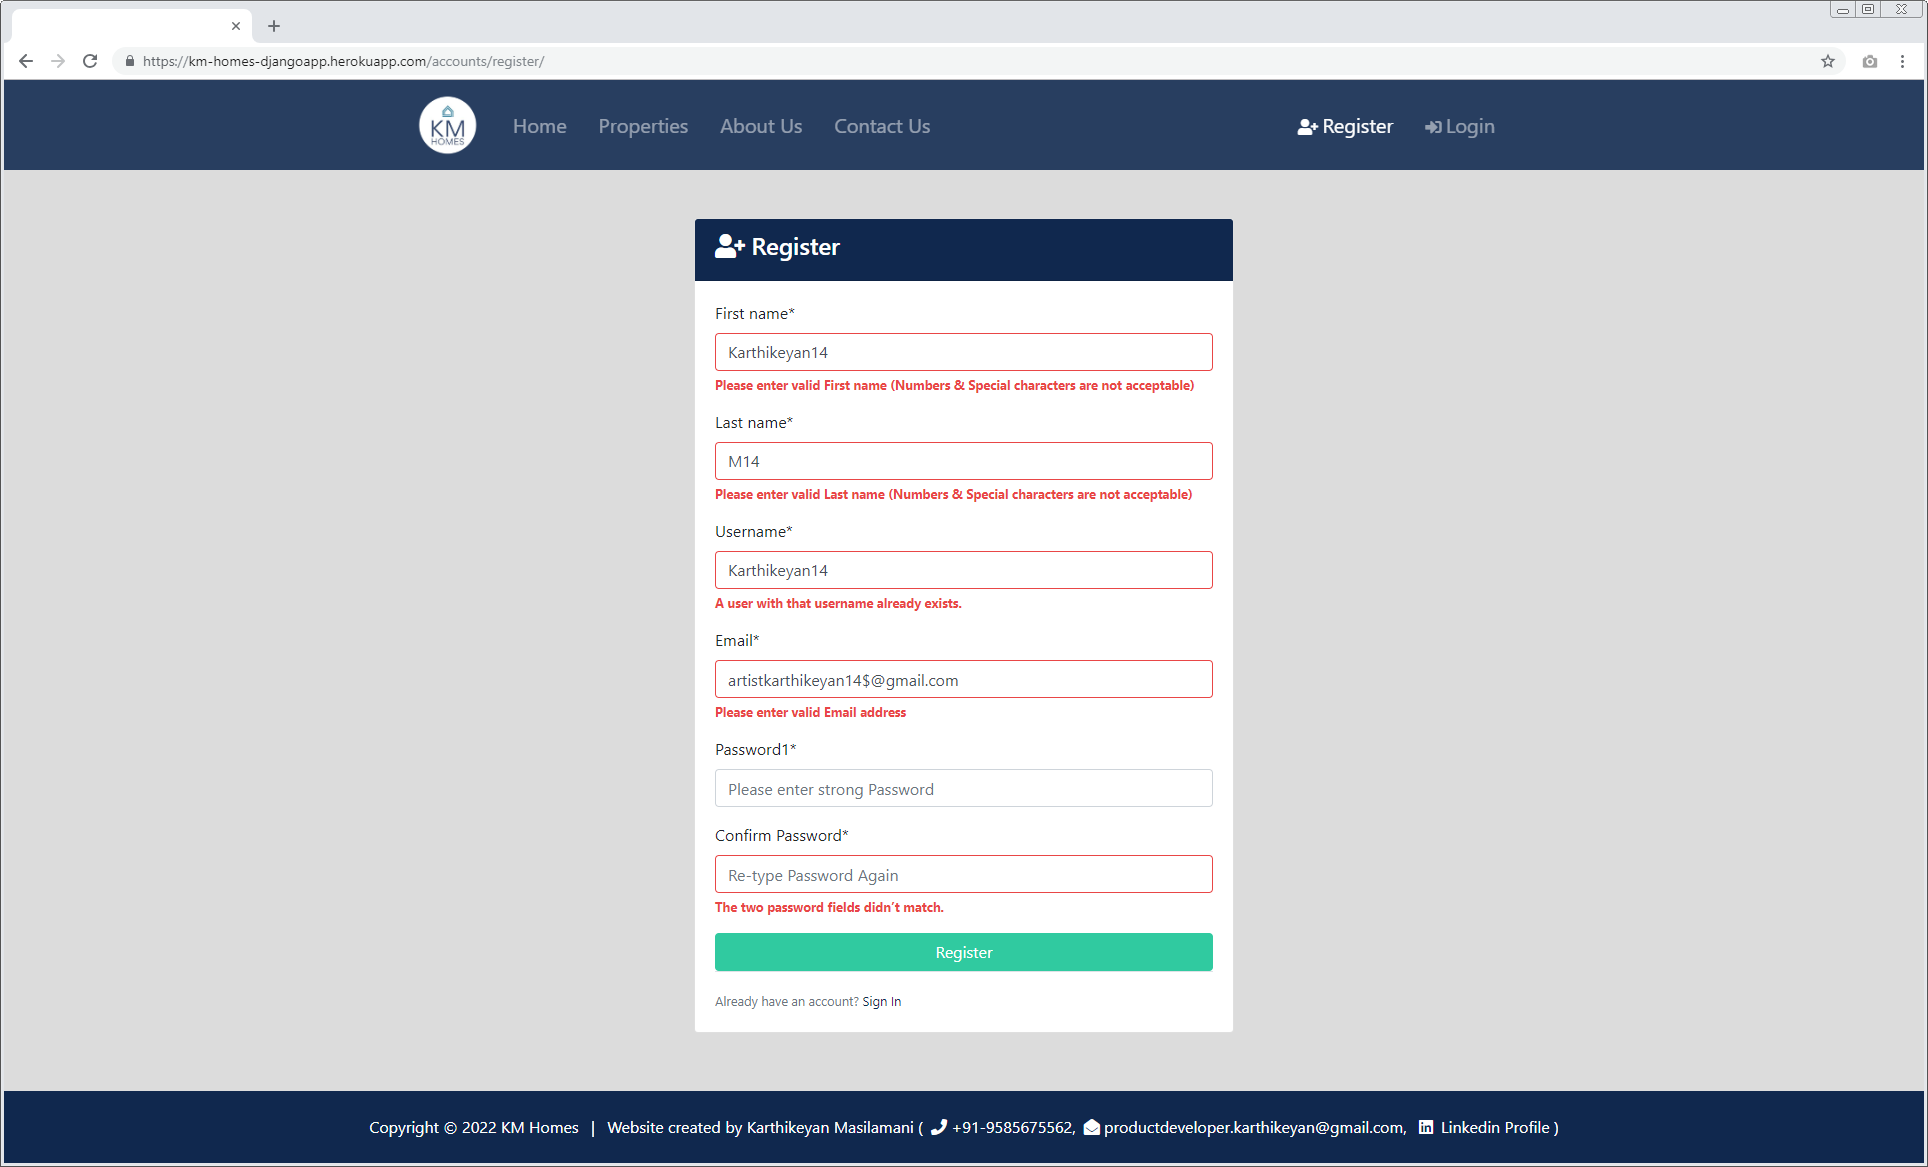 https://km-homes-djangoapp.herokuapp.com/accounts/register/
KM
HOMES
Home Properties About Us Contact Us Register Login
Register
First name*
Karthikeyan14
Please enter valid First name (Numbers & Special characters are not acceptable)
Last name*
M14
Please enter valid Last name (Numbers & Special characters are not acceptable)
Username*
Karthikeyan14
A user with that username already exists.
Email*
artistkarthikeyan14$@gmail.com
Please enter valid Email address
Password1*
Please enter strong Password
Confirm Password*
Re-type Password Again
The two password fields didn’t match.
Register
Already have an account? Sign In
Copyright © 2022 KM Homes | Website created by Karthikeyan Masilamani ( +91-9585675562, productdeveloper.karthikeyan@gmail.com, Linkedin Profile )